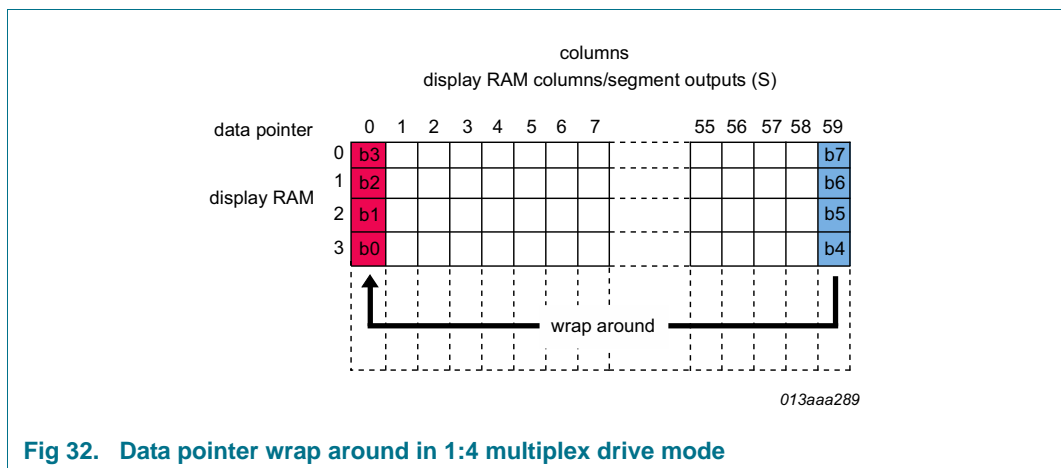 columns
display RAM columns/segment outputs (S)
data pointer 0 1 2 3 4 5 6 7 55 56 57 58 59
0 b3 b7
1 b2 b6
display RAM
2 b1 b5
3 b0 b4
wrap around
013aaa289
Fig 32. Data pointer wrap around in 1:4 multiplex drive mode